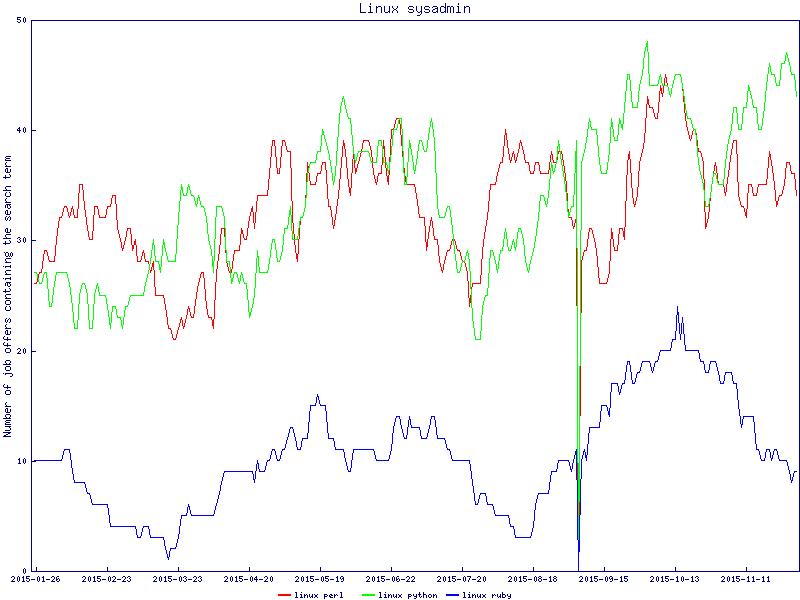 Linux sysadmin
Number of job offers containing the search term
50
40
30
20
10
0
2015-01-26 2015-02-23 2015-03-23 2015-04-20 2015-05-19 2015-06-22 2015-07-20 2015-08-18 2015-09-15 2015-10-13 2015-11-11
linux perl linux python linux ruby